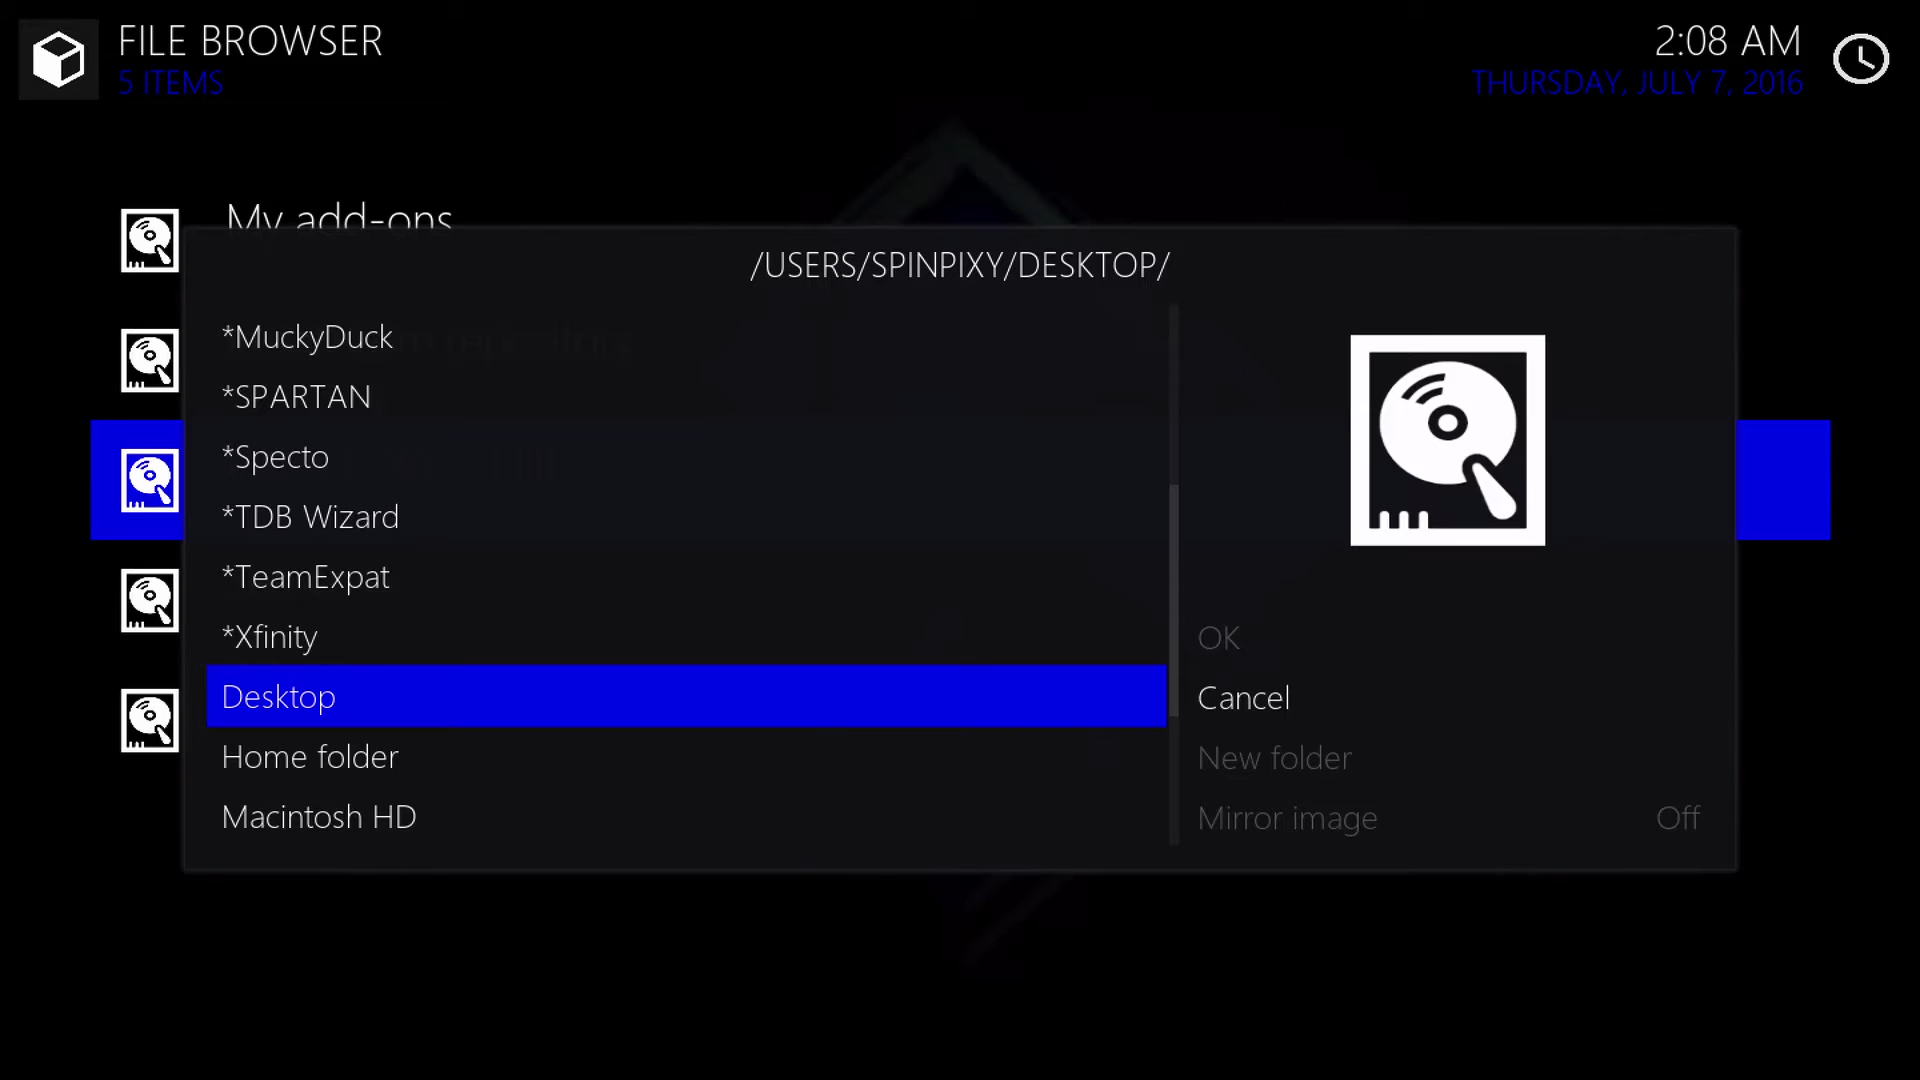 FILE BROWSER
5 ITEMS
2:08 AM
THURSDAY, JULY 7, 2016
My add-ons
/USERS/SPINPIXY/DESKTOP/
*MuckyDuck
*SPARTAN
*Specto
*TDB Wizard
*TeamExpat
*Xfinity
Desktop
Home folder
Macintosh HD
OK
Cancel
New folder
Mirror image Off